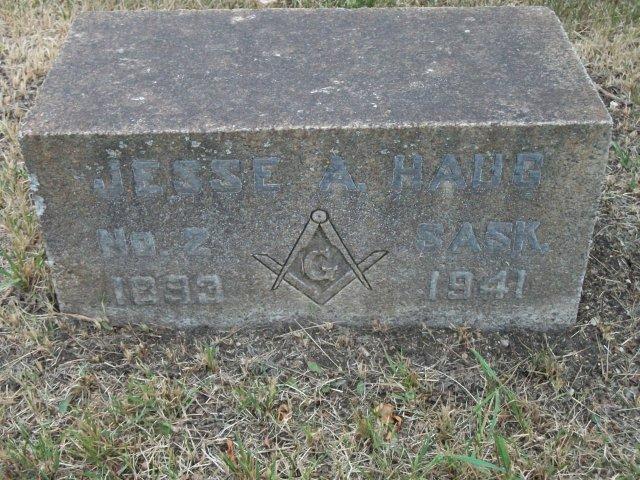 JESSE A. HAUG
No. 2 G SASK.
1893 1941